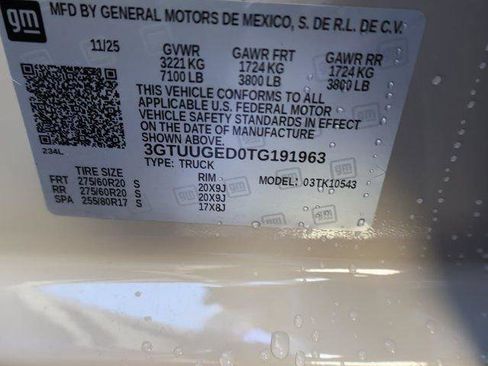 gm MFD BY GENERAL MOTORS DE MEXICO, S. DE R.L. DE C.V.
11/25 GVWR GAWR FRT GAWR RR
3221 KG 1724 KG 1724 KG
7100 LB 3800 LB 3800 LB
THIS VEHICLE CONFORMS TO ALL
APPLICABLE U.S. FEDERAL MOTOR
VEHICLE SAFETY STANDARDS IN EFFECT
ON THE DATE OF MANUFACTURE
SHOWN ABOVE.
234L 3GTUUGED0TG191963
TYPE: TRUCK
TIRE SIZE RIM MODEL: 03TK10543
FRT 275/60R20 S 20X9J
RR 275/60R20 S 20X9J
SPA 255/80R17 S 17X8J